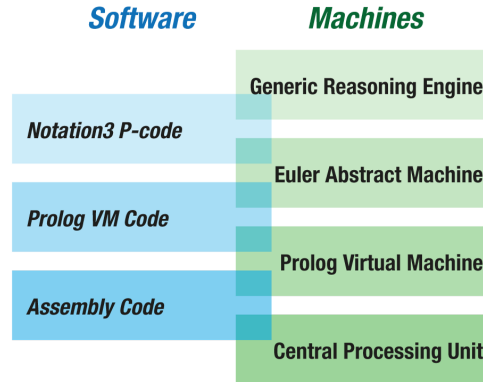 Software
Machines
Generic Reasoning Engine
Notation3 P-code
Euler Abstract Machine
Prolog VM Code
Prolog Virtual Machine
Assembly Code
Central Processing Unit